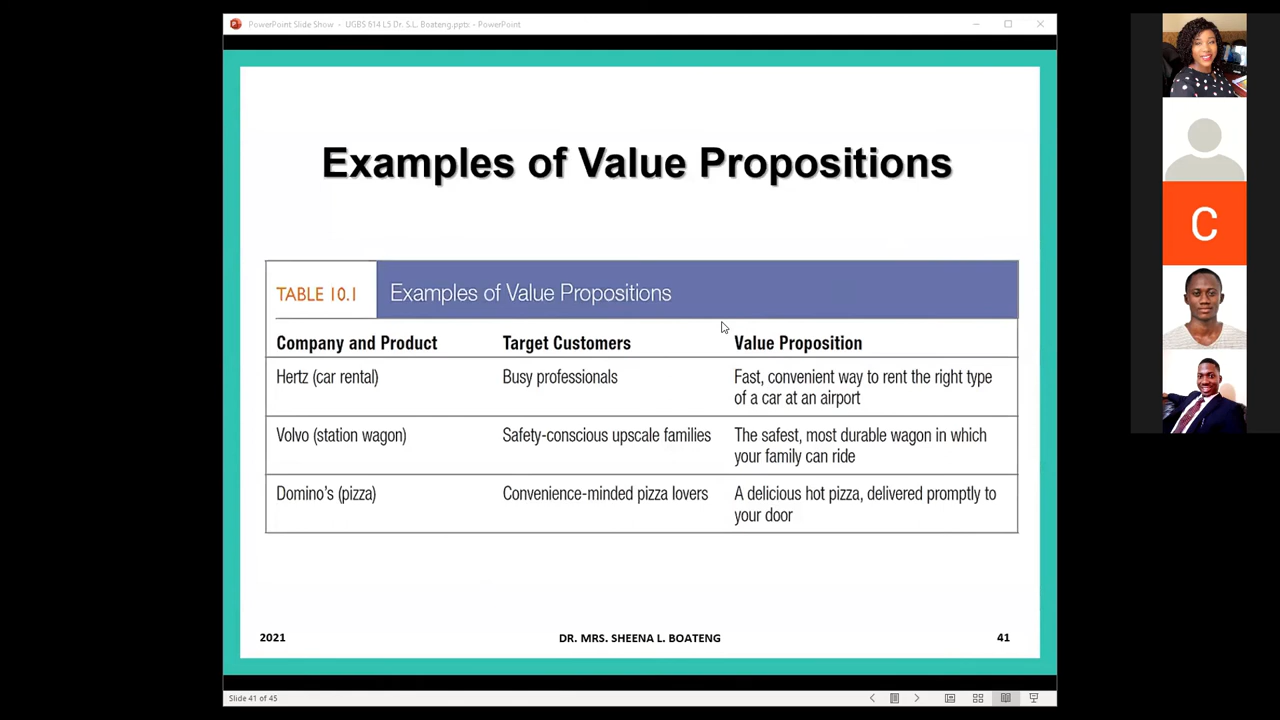 PowerPoint Slide Show - UGBS 614 L5 Dr. S.L. Boateng.pptx - PowerPoint
Examples of Value Propositions
TABLE 10.1 Examples of Value Propositions
Company and Product Target Customers Value Proposition
Hertz (car rental) Busy professionals Fast, convenient way to rent the right type
of a car at an airport
Volvo (station wagon) Safety-conscious upscale families The safest, most durable wagon in which
your family can ride
Domino's (pizza) Convenience-minded pizza lovers A delicious hot pizza, delivered promptly to
your door
2021 DR. MRS. SHEENA L. BOATENG 41
Slide 41 of 45
C